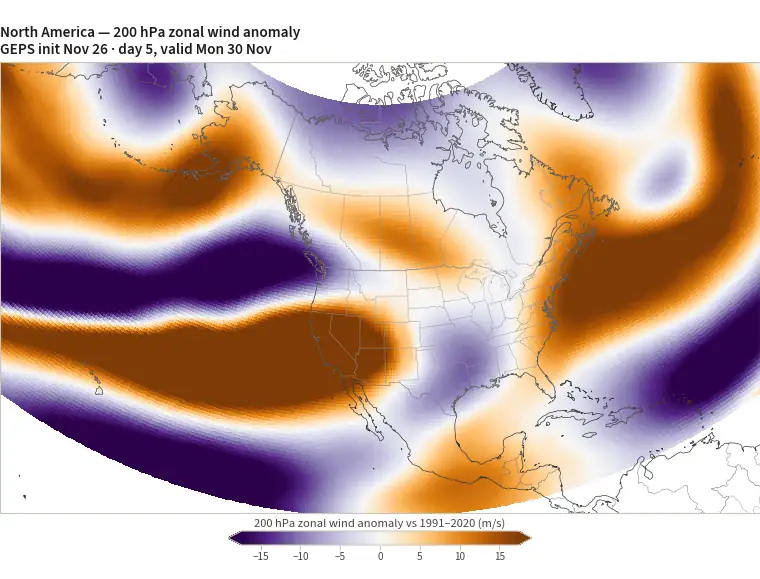 North America — 200 hPa zonal wind anomaly
GEPS init Nov 26 · day 5, valid Mon 30 Nov
200 hPa zonal wind anomaly vs 1991–2020 (m/s)
−15 −10 −5 0 5 10 15